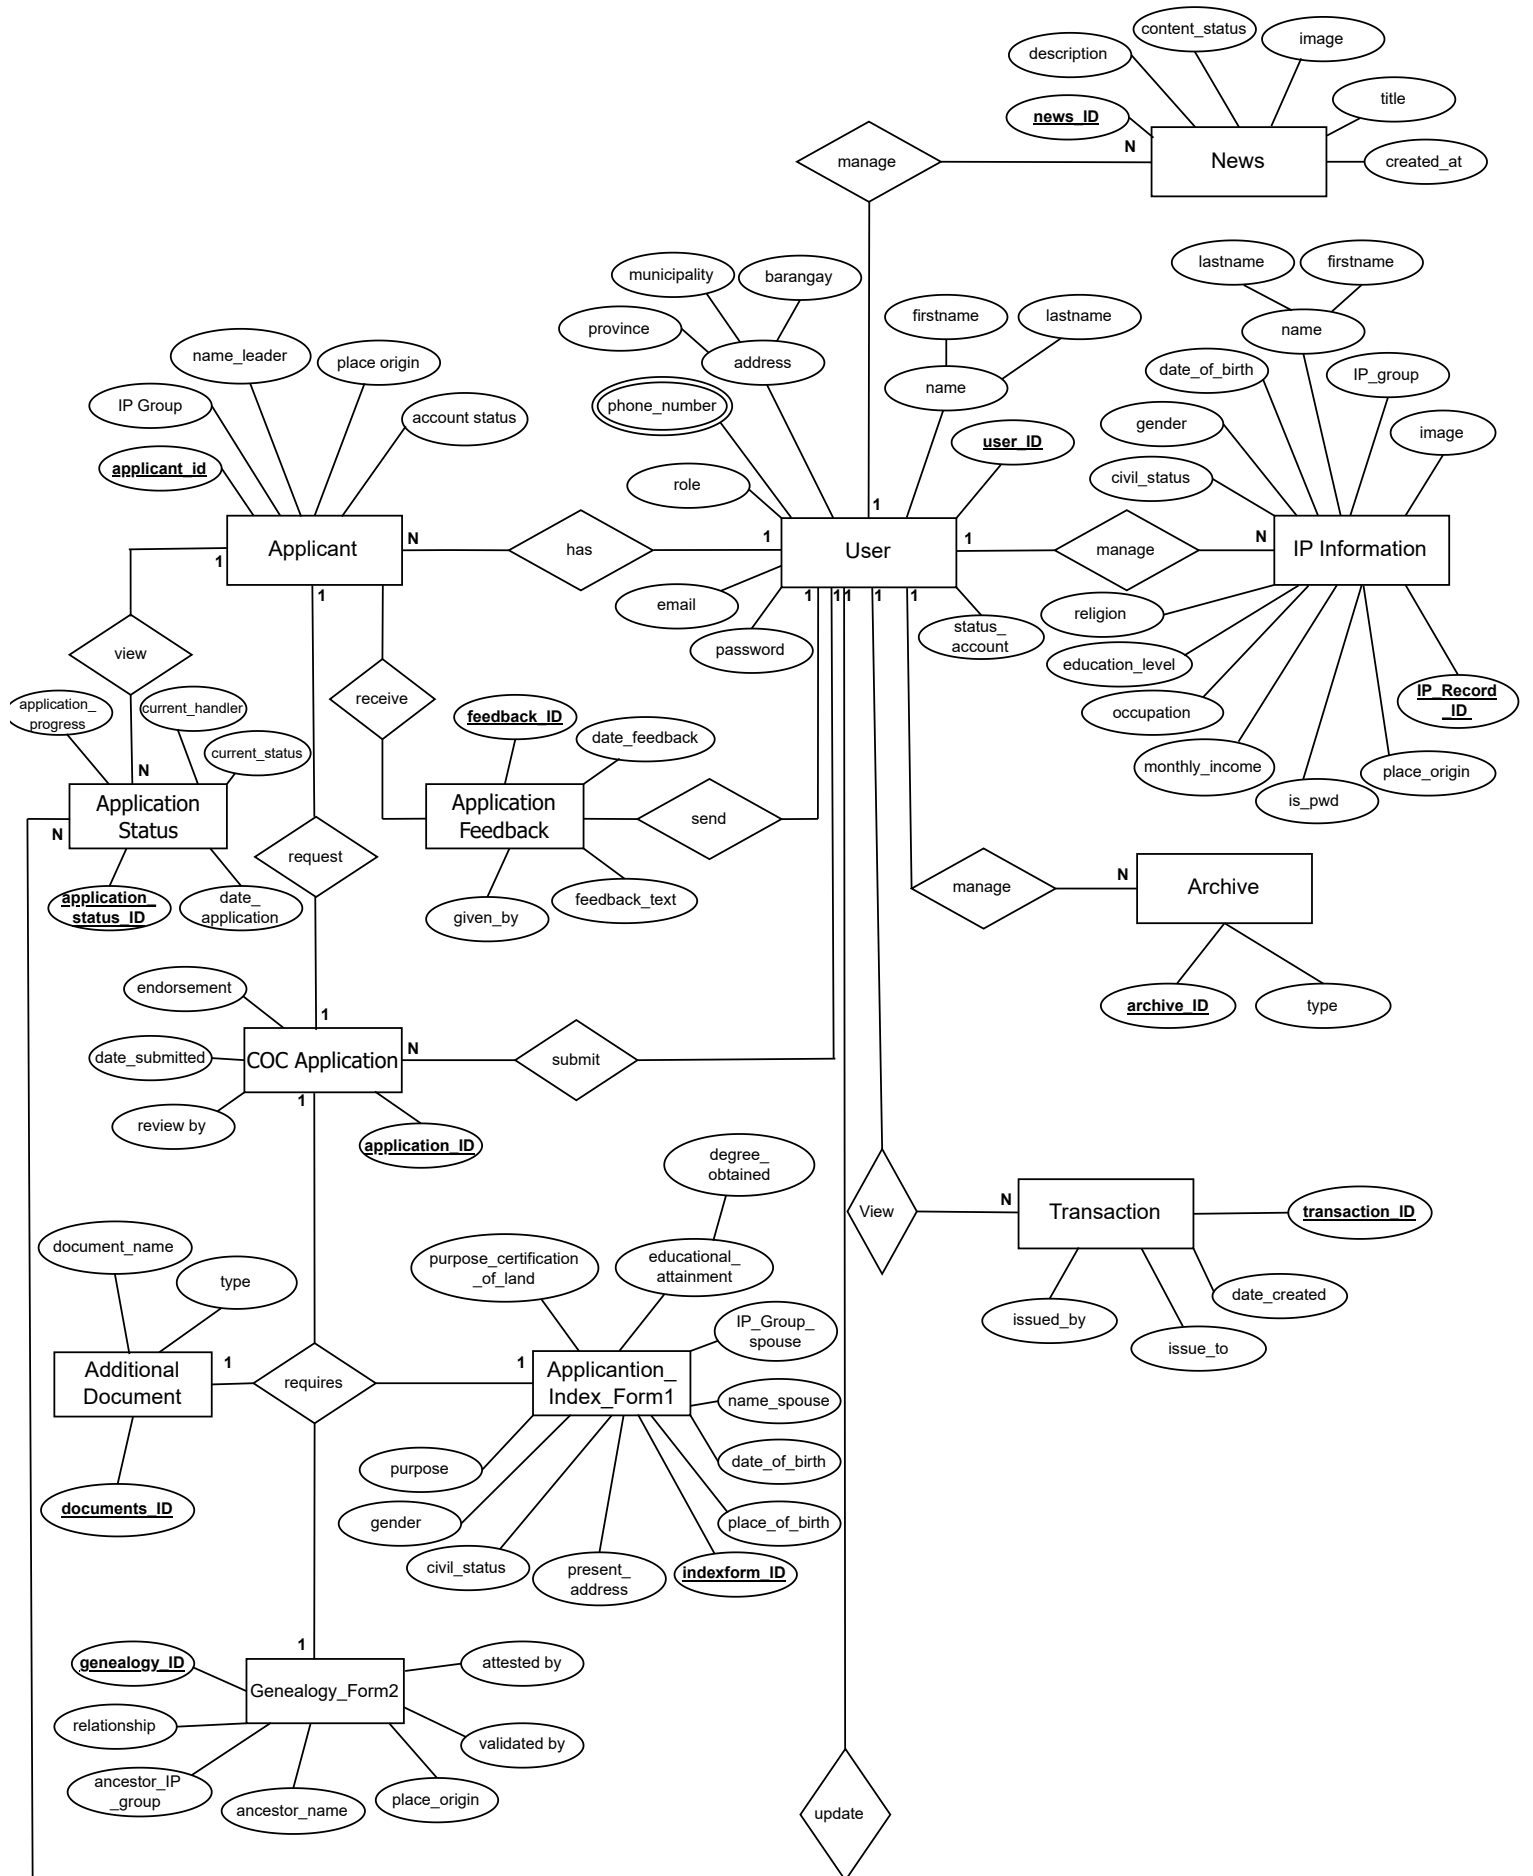 content_status
image
description
title
news_ID
manage
N
News
created_at
lastname
firstname
municipality
barangay
firstname
lastname
province
name
name_leader
place origin
address
date_of_birth
IP_group
name
IP Group
phone_number
account status
gender
image
user_ID
applicant_id
role
civil_status
1
Applicant
N
has
1
User
1
manage
N
IP Information
1
1
1
1
1
1
1
email
religion
status_
account
password
view
education_level
receive
IP_Record
_ID
application_
progress
current_handler
feedback_ID
occupation
date_feedback
current_status
monthly_income
place_origin
N
is_pwd
Application
Status
Application
Feedback
send
N
request
manage
N
Archive
application_
status_ID
date_
application
feedback_text
given_by
endorsement
archive_ID
type
1
COC Application
N
submit
date_submitted
1
review by
application_ID
degree_
obtained
View
N
Transaction
transaction_ID
document_name
purpose_certification
_of_land
educational_
attainment
type
date_created
issued_by
IP_Group_
spouse
issue_to
Additional
Document
1
requires
1
Applicantion_
Index_Form1
name_spouse
purpose
date_of_birth
documents_ID
gender
place_of_birth
civil_status
present_
address
indexform_ID
1
genealogy_ID
attested by
Genealogy_Form2
relationship
validated by
ancestor_IP
_group
ancestor_name
place_origin
update